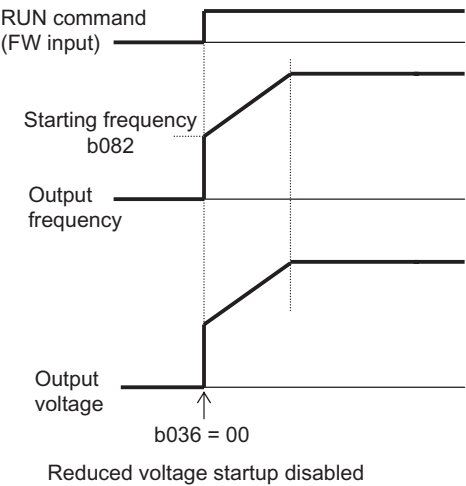 RUN command
(FW input)
Starting frequency
b082
Output
frequency
Output
voltage
b036 = 00
Reduced voltage startup disabled